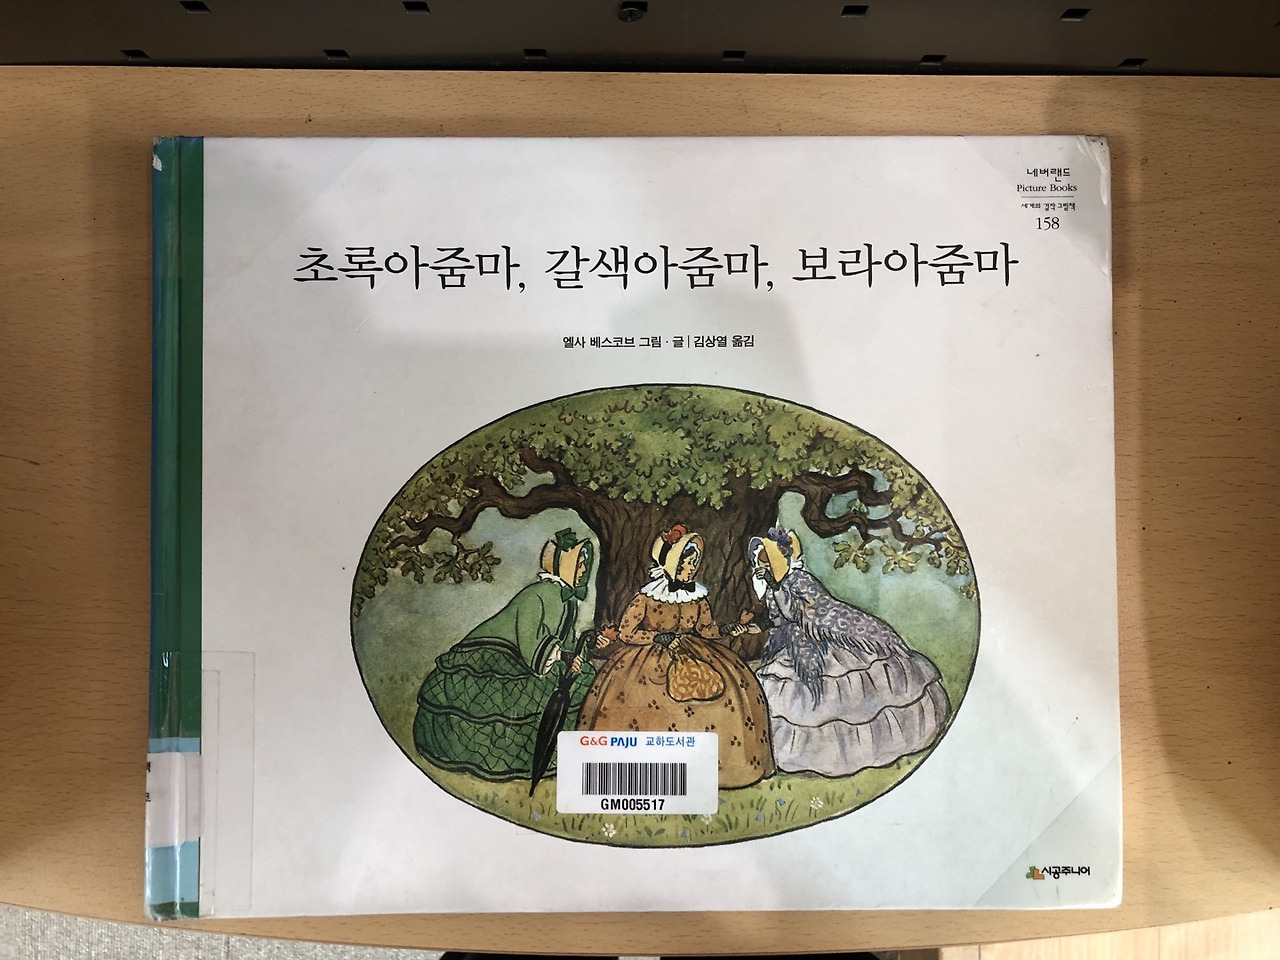 네버랜드
Picture Books
세계의 걸작 그림책
158
초록아줌마, 갈색아줌마, 보라아줌마
엘사 베스코브 그림·글 | 김상열 옮김
G&G PAJU 교하도서관
GM005517
시공주니어